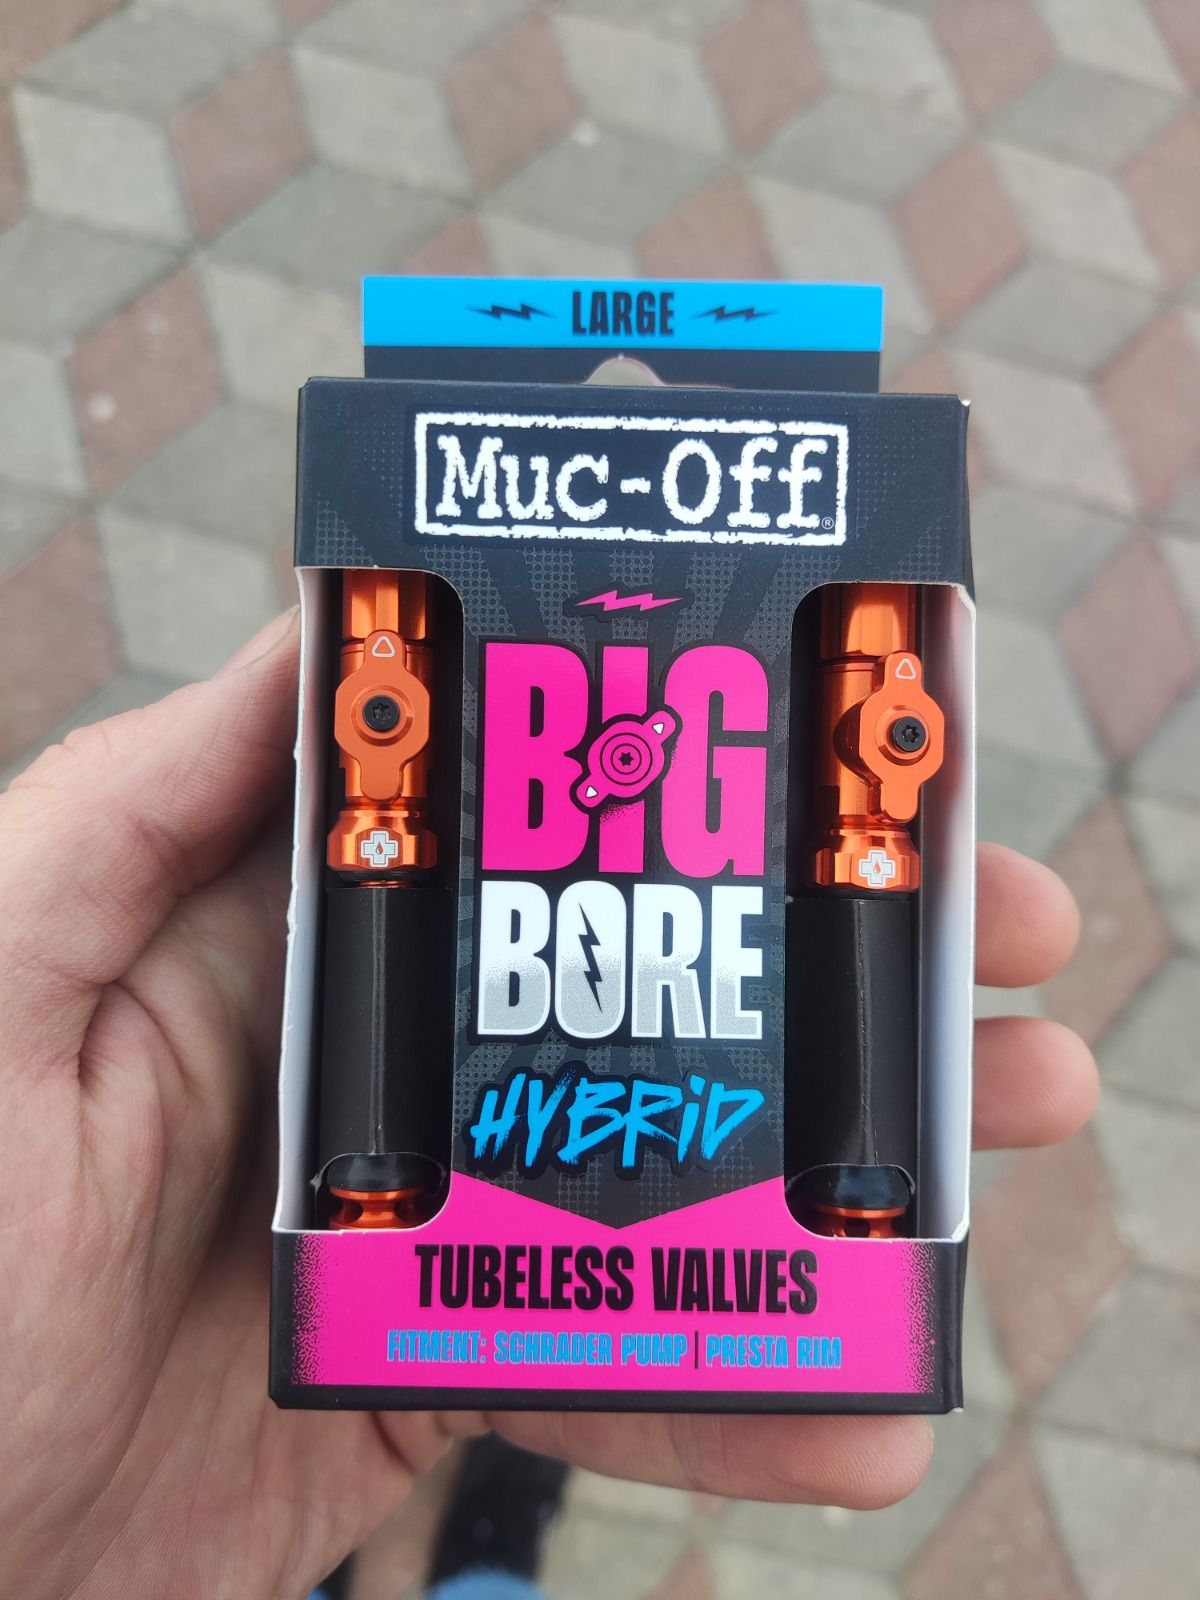 LARGE
Muc-Off®
BIG
BORE
HYBRID
TUBELESS VALVES
FITMENT: SCHRADER PUMP | PRESTA RIM